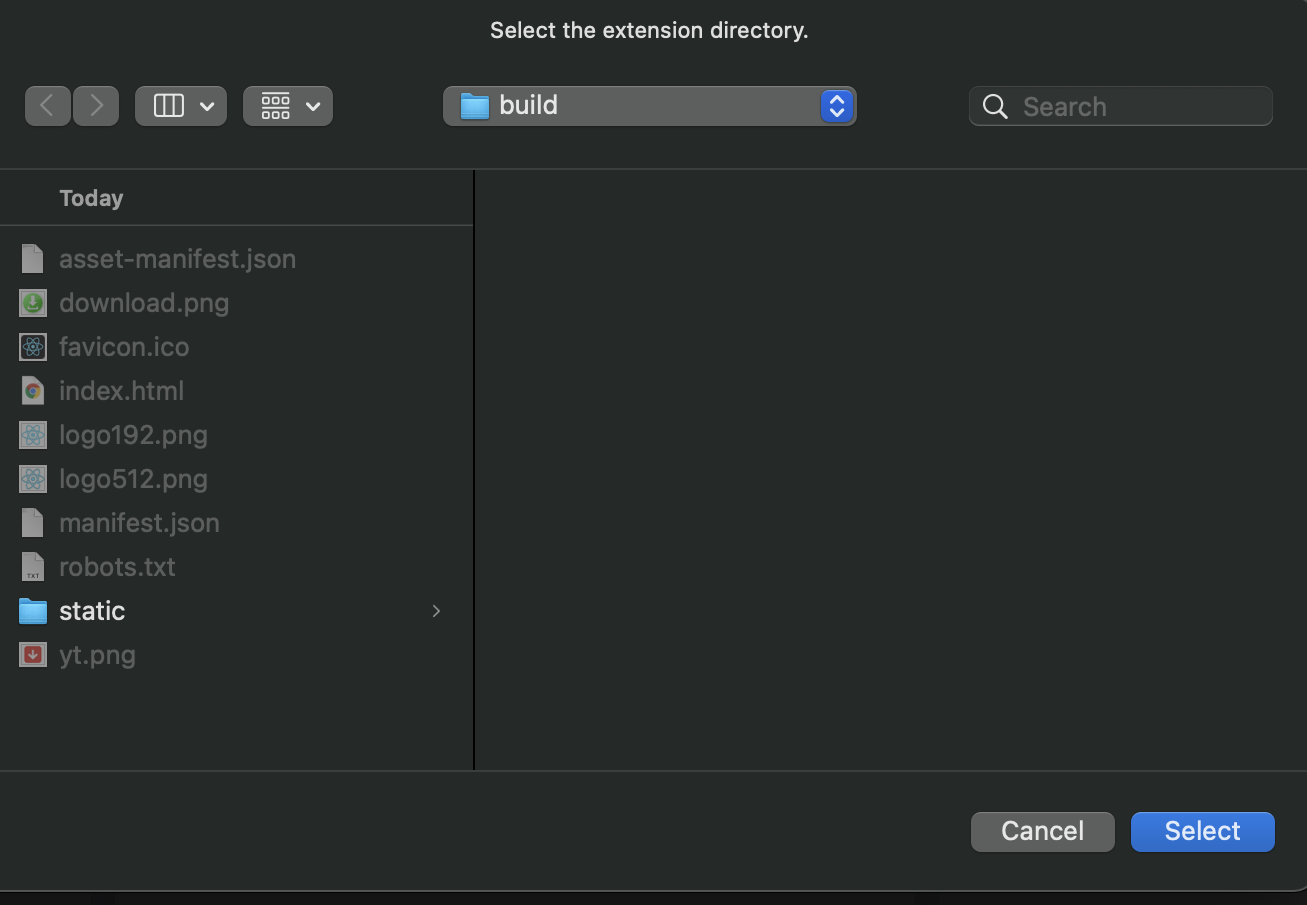 Select the extension directory.
build
Search
Today
asset-manifest.json
download.png
favicon.ico
index.html
logo192.png
logo512.png
manifest.json
TXT
robots.txt
static
yt.png
Cancel
Select